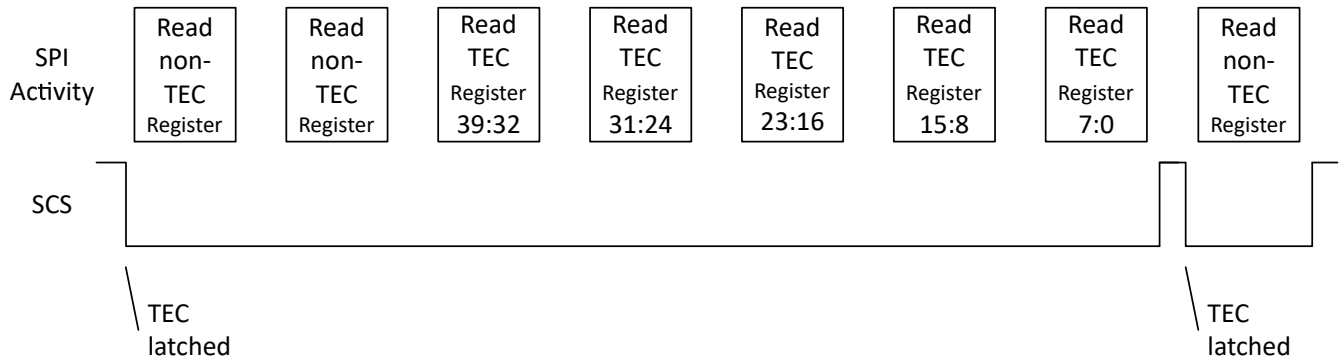 SPI
Activity
Read
non-
TEC
Register
Read
non-
TEC
Register
Read
TEC
Register
39:32
Read
TEC
Register
31:24
Read
TEC
Register
23:16
Read
TEC
Register
15:8
Read
TEC
Register
7:0
Read
non-
TEC
Register
SCS
TEC
latched
TEC
latched